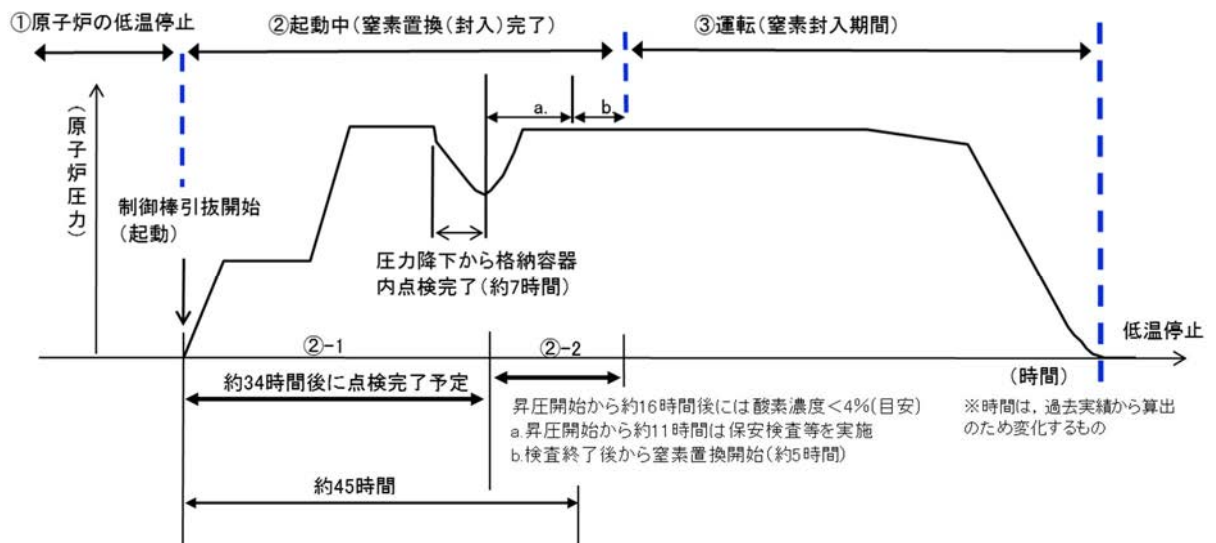 ①原子炉の低温停止
②起動中(窒素置換(封入)完了)
③運転(窒素封入期間)
a.
b.
(原子炉圧力)
制御棒引抜開始
(起動)
圧力降下から格納容器
内点検完了(約7時間)
低温停止
②-1
②-2
(時間)
約34時間後に点検完了予定
昇圧開始から約16時間後には酸素濃度<4%(目安)
a.昇圧開始から約11時間は保安検査等を実施
b.検査終了後から窒素置換開始(約5時間)
※時間は，過去実績から算出
のため変化するもの
約45時間